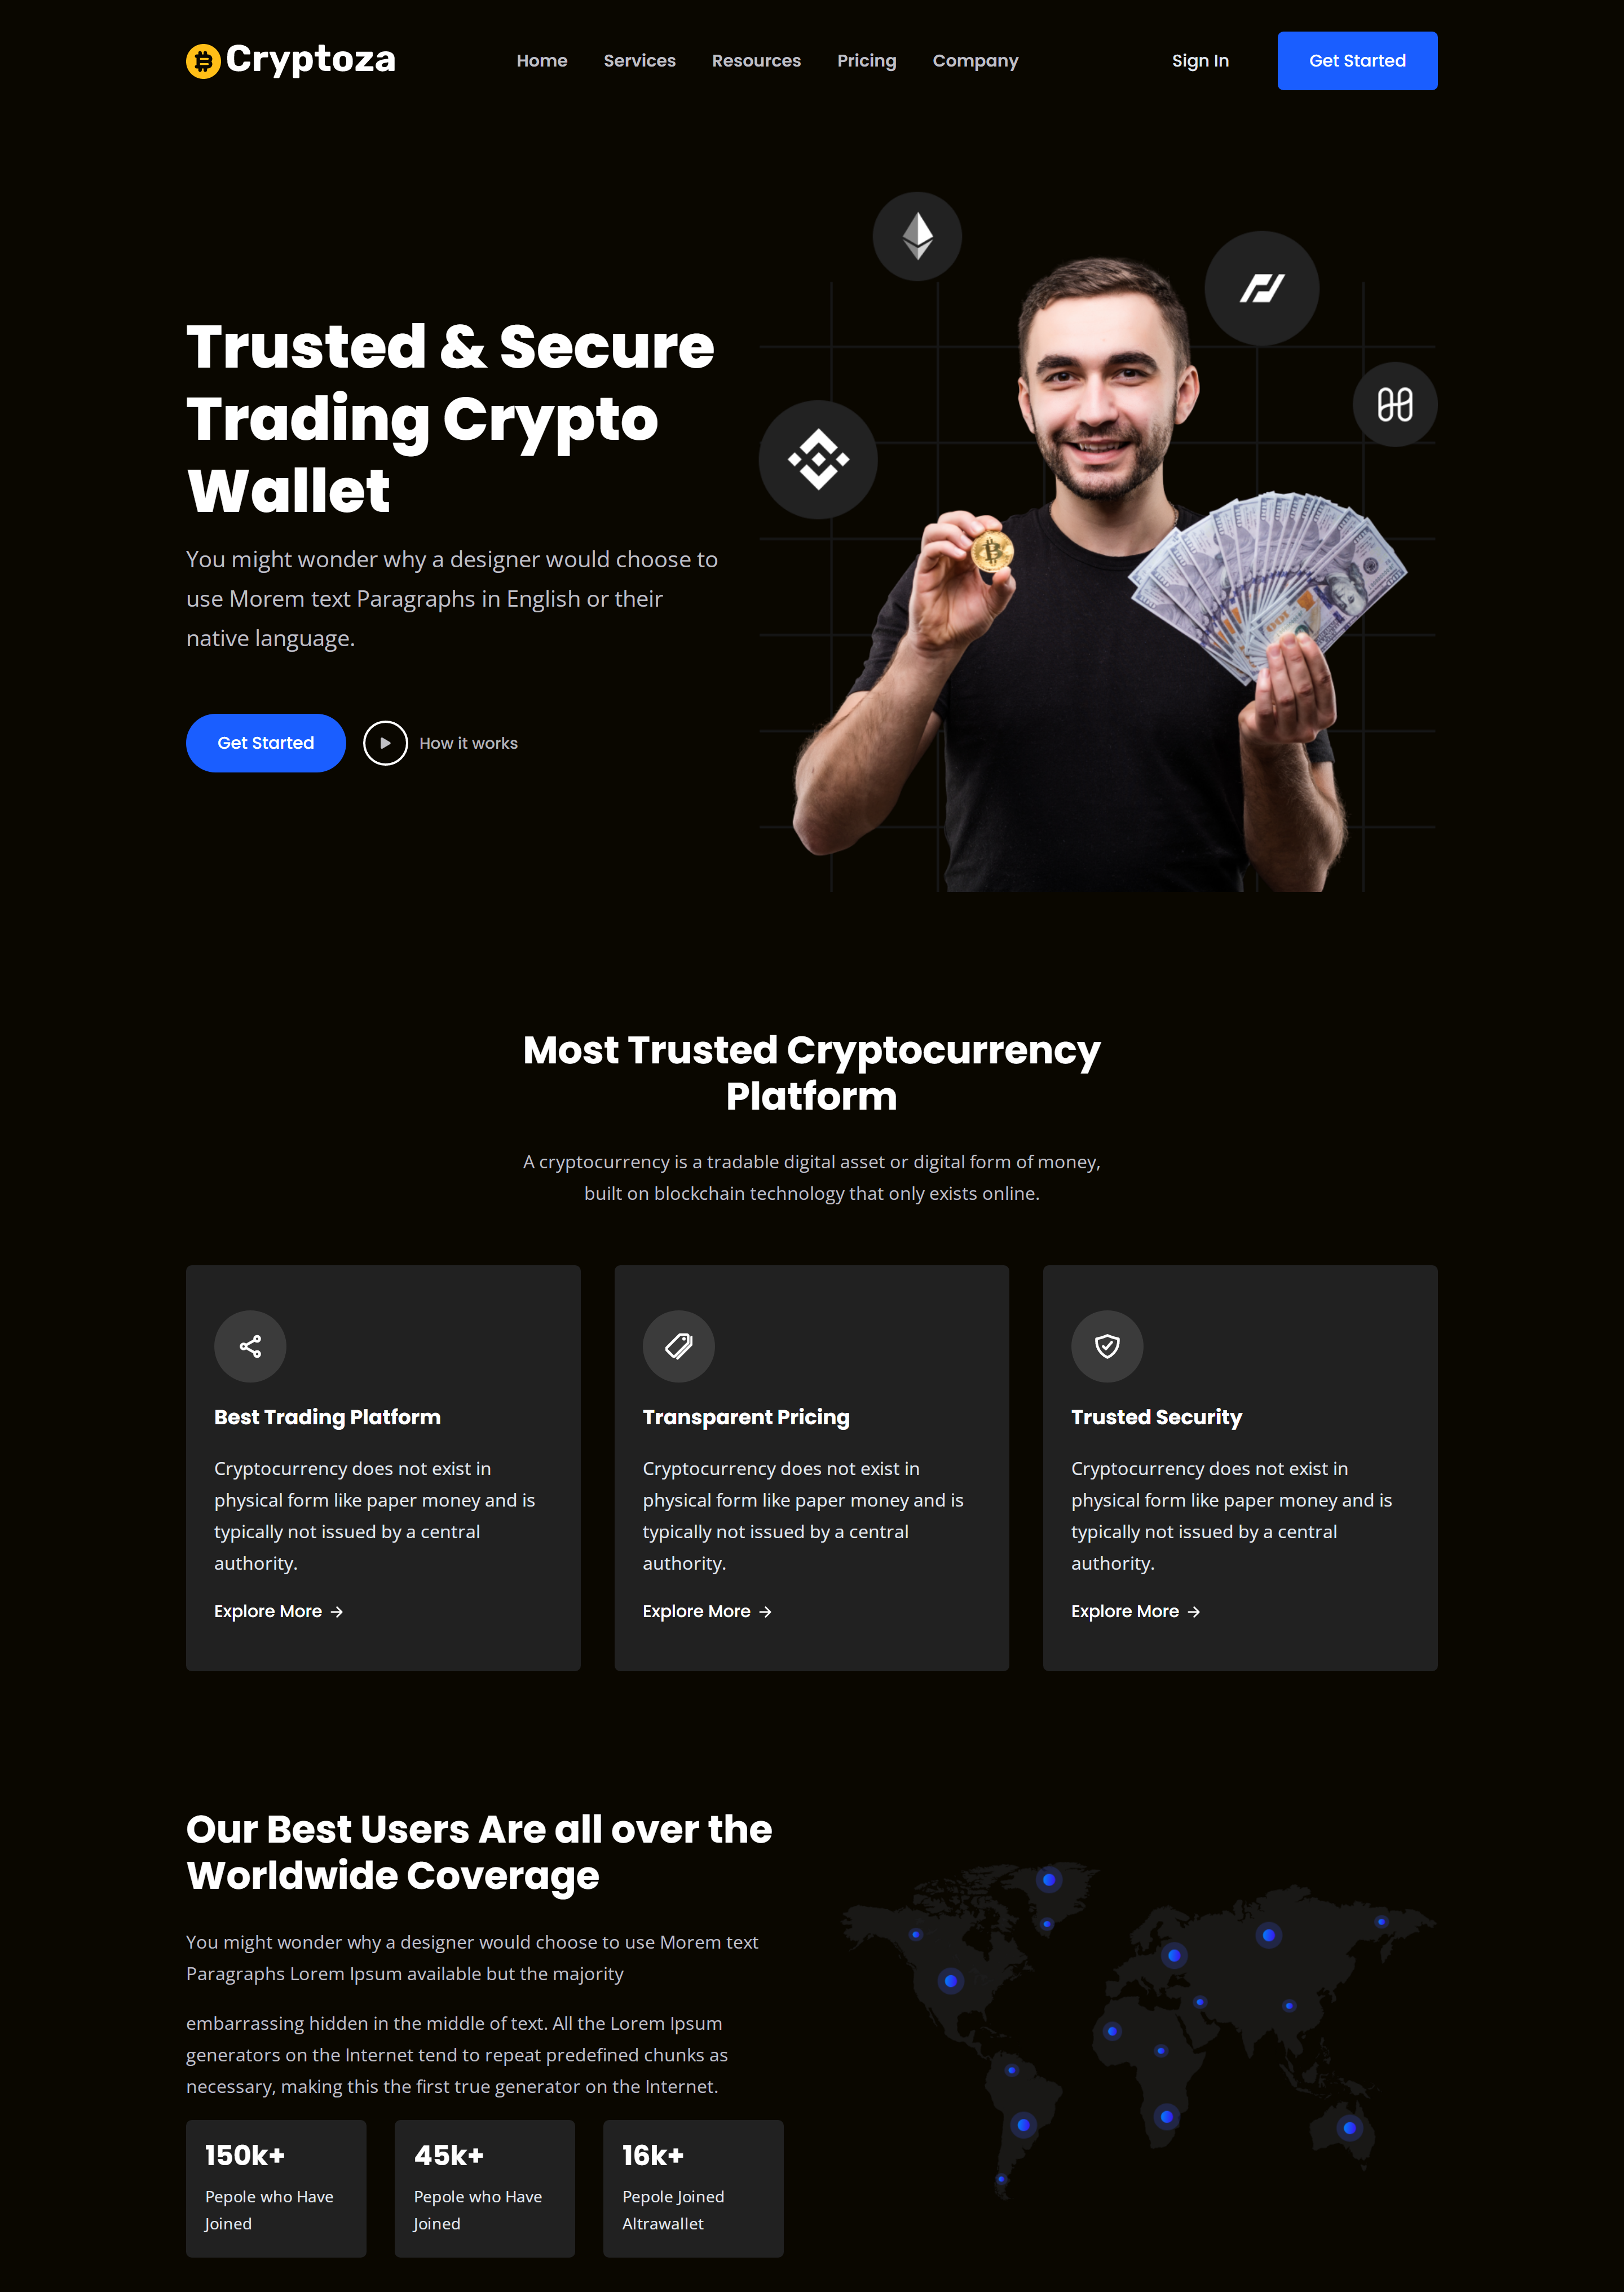 Cryptoza
Home Services Resources Pricing Company
Sign In
Get Started
Trusted & Secure
Trading Crypto
Wallet
You might wonder why a designer would choose to
use Morem text Paragraphs in English or their
native language.
Get Started
How it works
Most Trusted Cryptocurrency
Platform
A cryptocurrency is a tradable digital asset or digital form of money,
built on blockchain technology that only exists online.
Best Trading Platform
Cryptocurrency does not exist in
physical form like paper money and is
typically not issued by a central
authority.
Explore More
Transparent Pricing
Cryptocurrency does not exist in
physical form like paper money and is
typically not issued by a central
authority.
Explore More
Trusted Security
Cryptocurrency does not exist in
physical form like paper money and is
typically not issued by a central
authority.
Explore More
Our Best Users Are all over the
Worldwide Coverage
You might wonder why a designer would choose to use Morem text
Paragraphs Lorem Ipsum available but the majority
embarrassing hidden in the middle of text. All the Lorem Ipsum
generators on the Internet tend to repeat predefined chunks as
necessary, making this the first true generator on the Internet.
150k+
Pepole who Have
Joined
45k+
Pepole who Have
Joined
16k+
Pepole Joined
Altrawallet